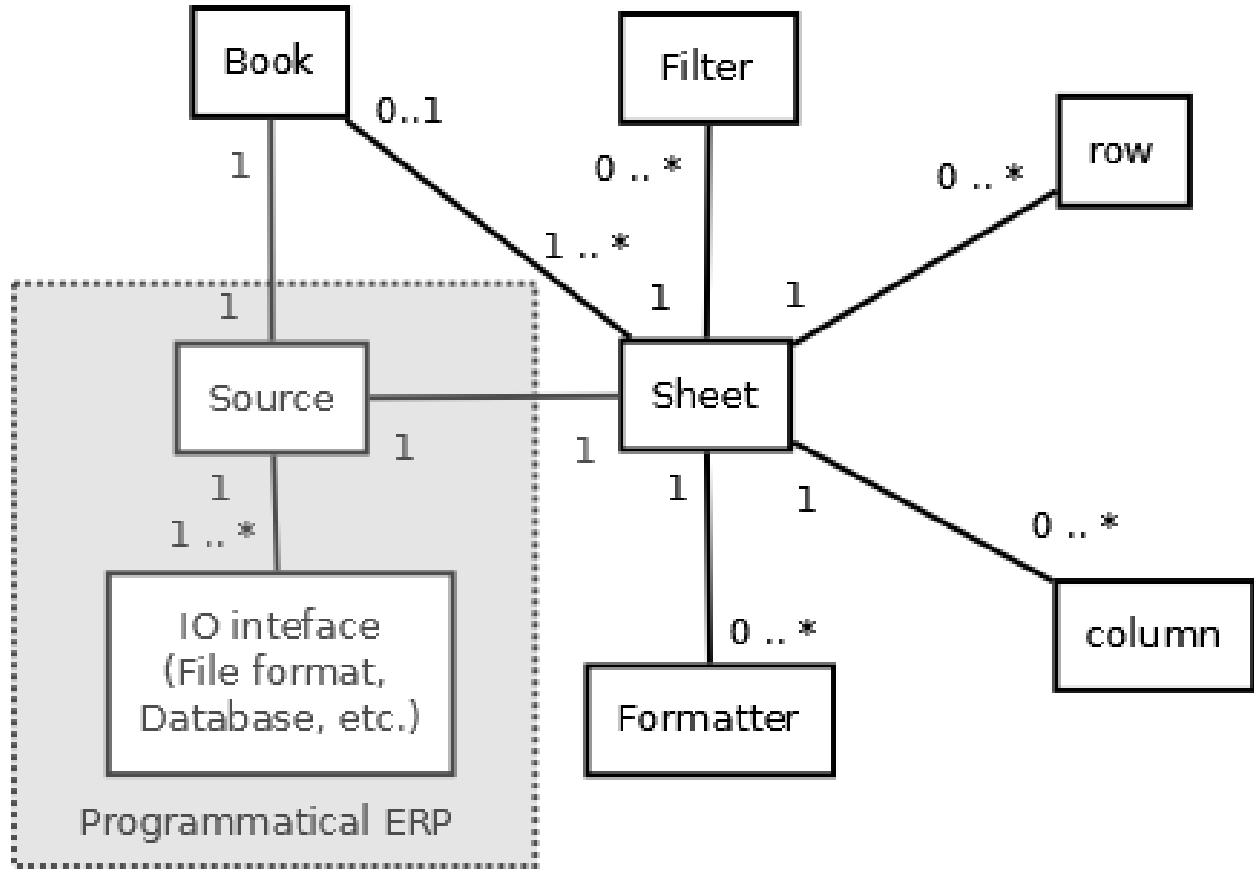 Book
Filter
row
0..1
0 .. *
0 .. *
1
1 .. *
1
1
1
Source
Sheet
1
1
1
1
1
1 .. *
0 .. *
IO inteface
(File format,
Database, etc.)
column
0 .. *
Formatter
Programmatical ERP